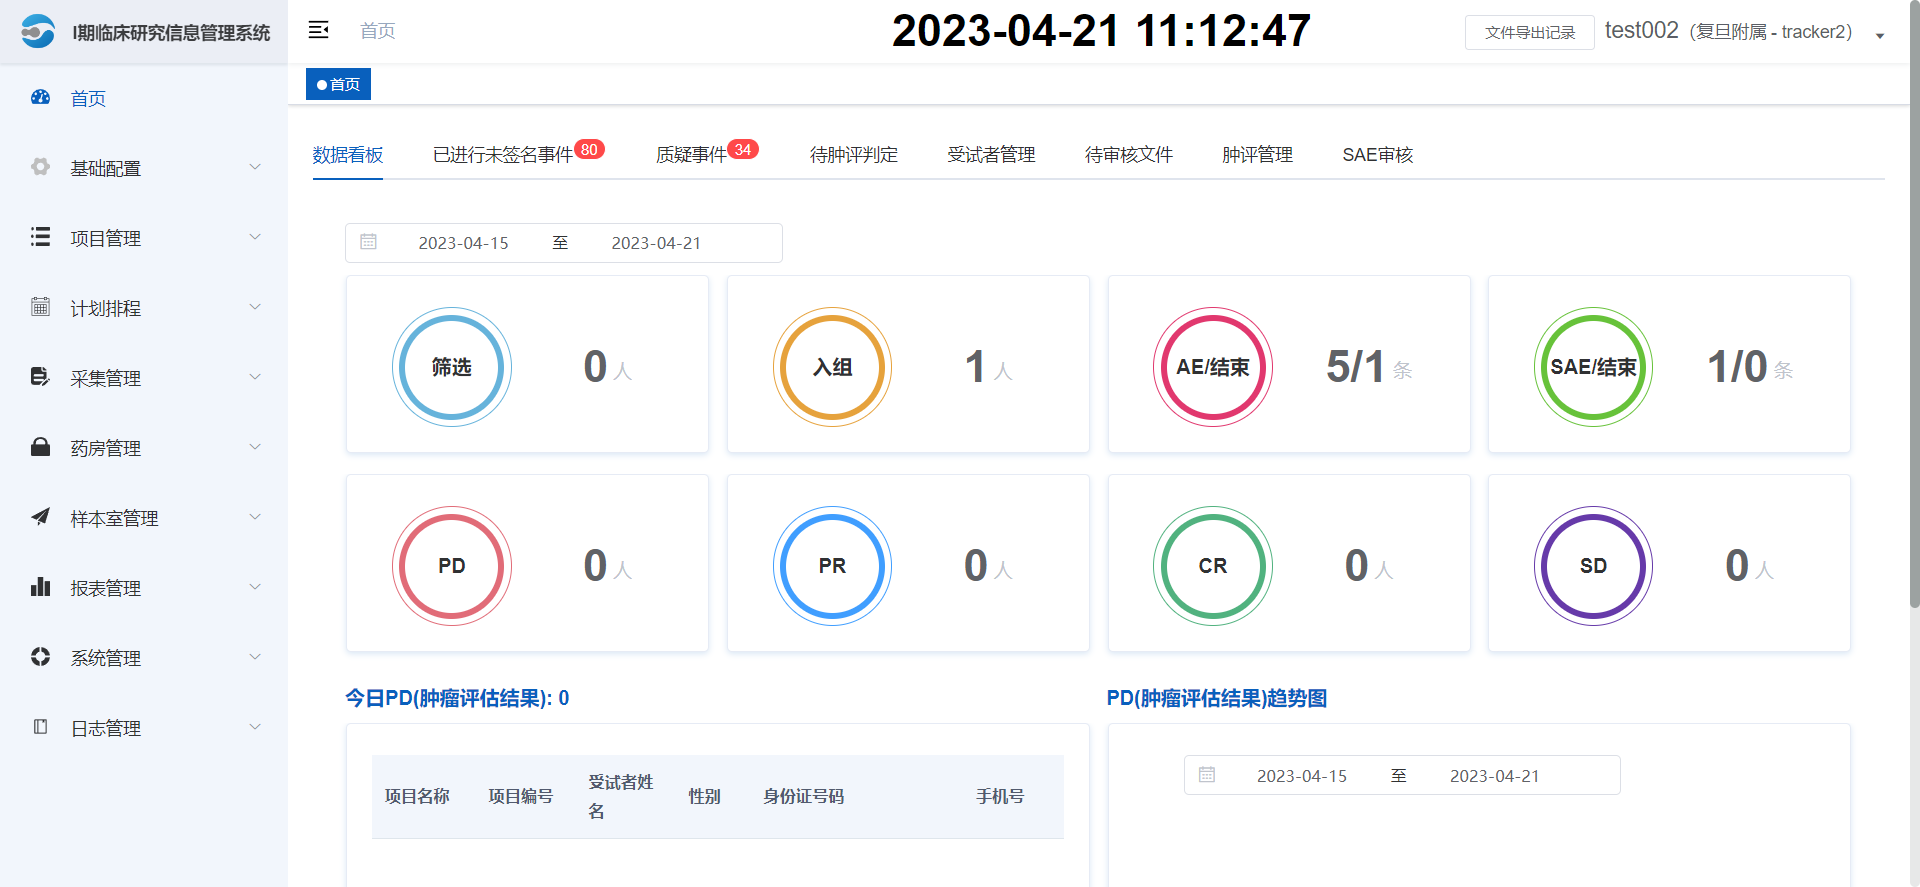 I期临床研究信息管理系统
首页
2023-04-21 11:12:47
文件导出记录
test002（复旦附属 - tracker2）
首页
首页
基础配置
项目管理
计划排程
采集管理
药房管理
样本室管理
报表管理
系统管理
日志管理
数据看板
已进行未签名事件 80
质疑事件 34
待肿评判定
受试者管理
待审核文件
肿评管理
SAE审核
2023-04-15 至 2023-04-21
筛选 0 人
入组 1 人
AE/结束 5/1 条
SAE/结束 1/0 条
PD 0 人
PR 0 人
CR 0 人
SD 0 人
今日PD(肿瘤评估结果): 0
项目名称
项目编号
受试者姓
名
性别
身份证号码
手机号
PD(肿瘤评估结果)趋势图
2023-04-15 至 2023-04-21